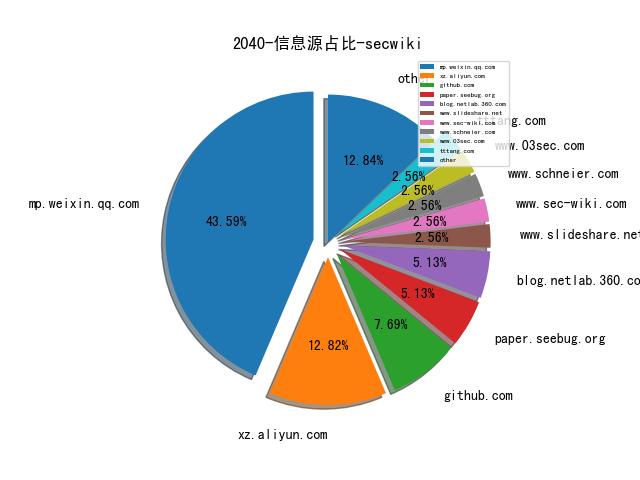 2040-信息源占比-secwiki
mp.weixin.qq.com
xz.aliyun.com
github.com
paper.seebug.org
blog.netlab.360.com
www.slideshare.net
www.sec-wiki.com
www.schneier.com
www.03sec.com
tttang.com
other
other
tttang.com
www.03sec.com
www.schneier.com
www.sec-wiki.com
www.slideshare.net
blog.netlab.360.co
paper.seebug.org
github.com
xz.aliyun.com
mp.weixin.qq.com
12.84%
2.56%
2.56%
2.56%
2.56%
2.56%
5.13%
5.13%
7.69%
12.82%
43.59%